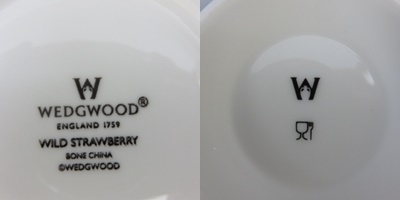 W
WEDGWOOD®
ENGLAND 1759
WILD STRAWBERRY
BONE CHINA
©WEDGWOOD
W